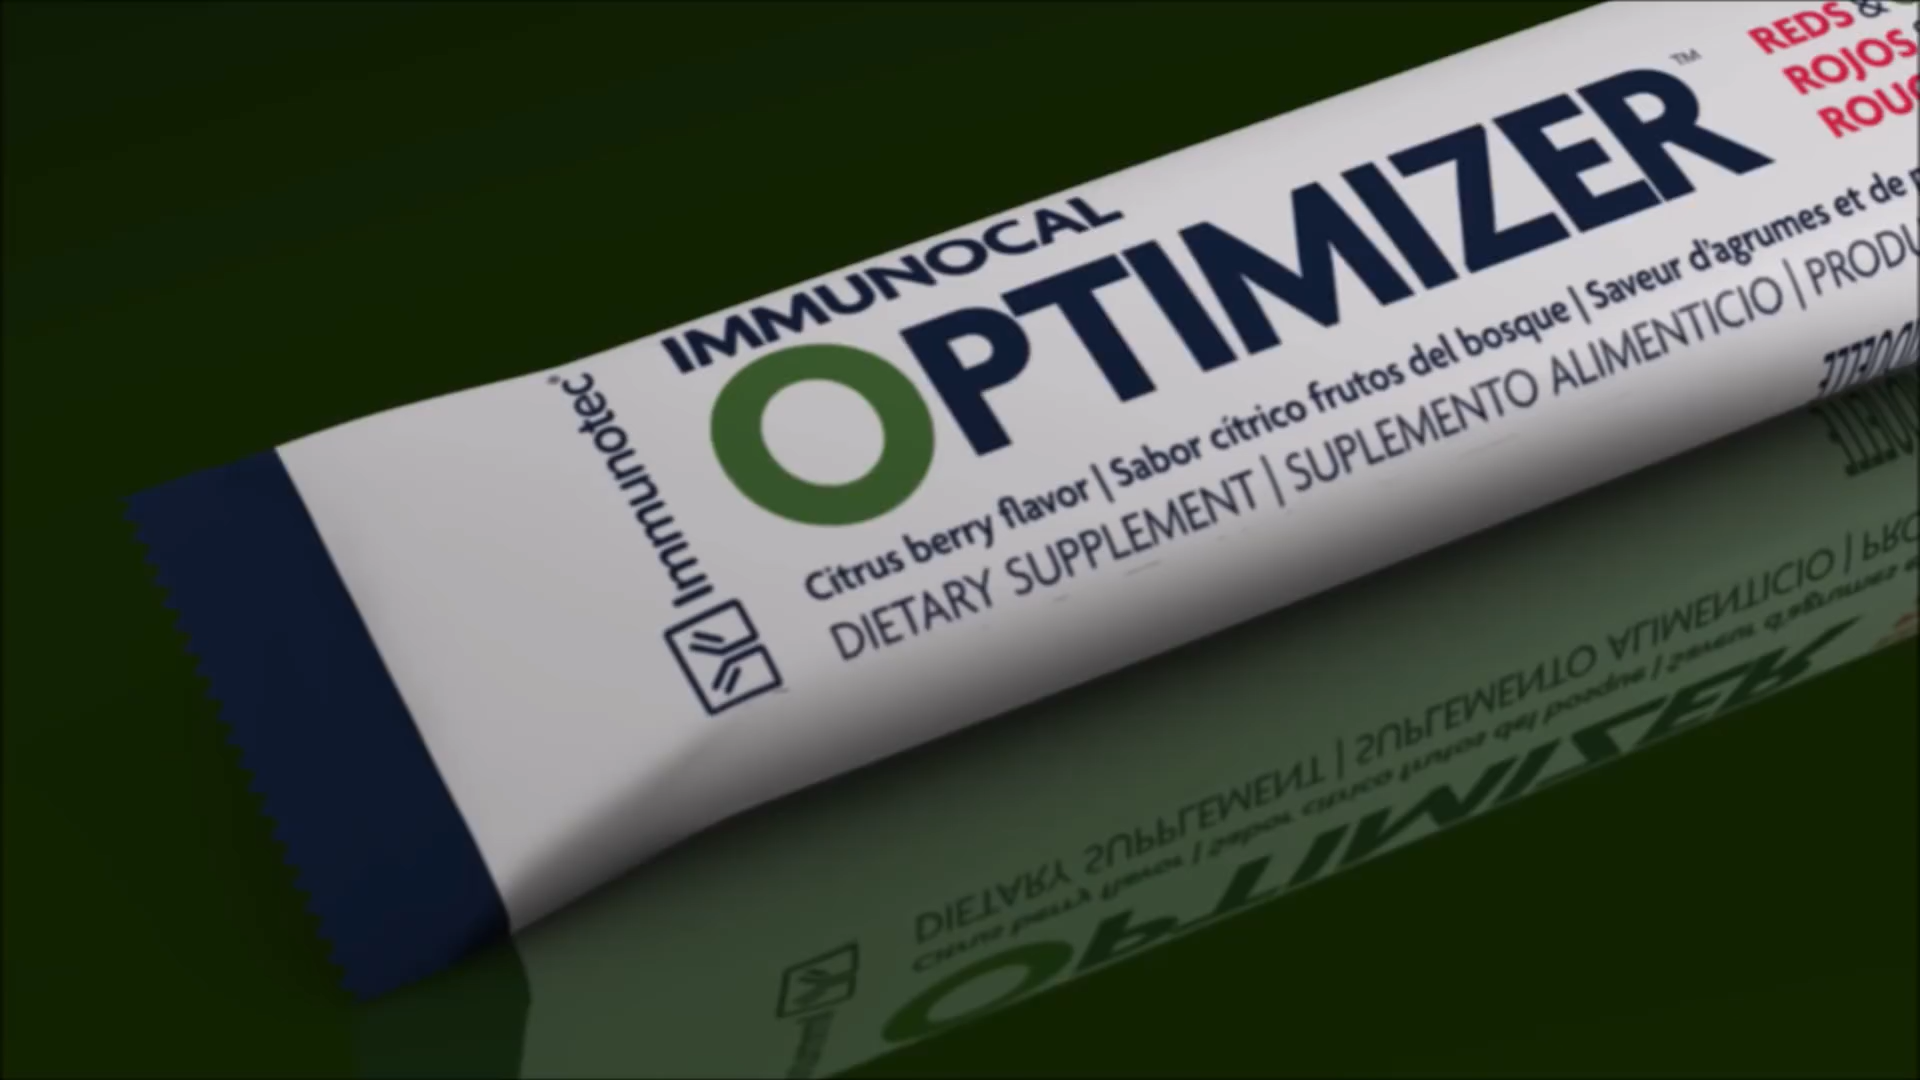 REDS &
ROJOS
IMMUNOCAL
OPTIMIZER™
Citrus berry flavor | Sabor cítrico frutos del bosque | Saveur d'agrumes et de
DIETARY SUPPLEMENT | SUPLEMENTO ALIMENTICIO |
Immunotec®